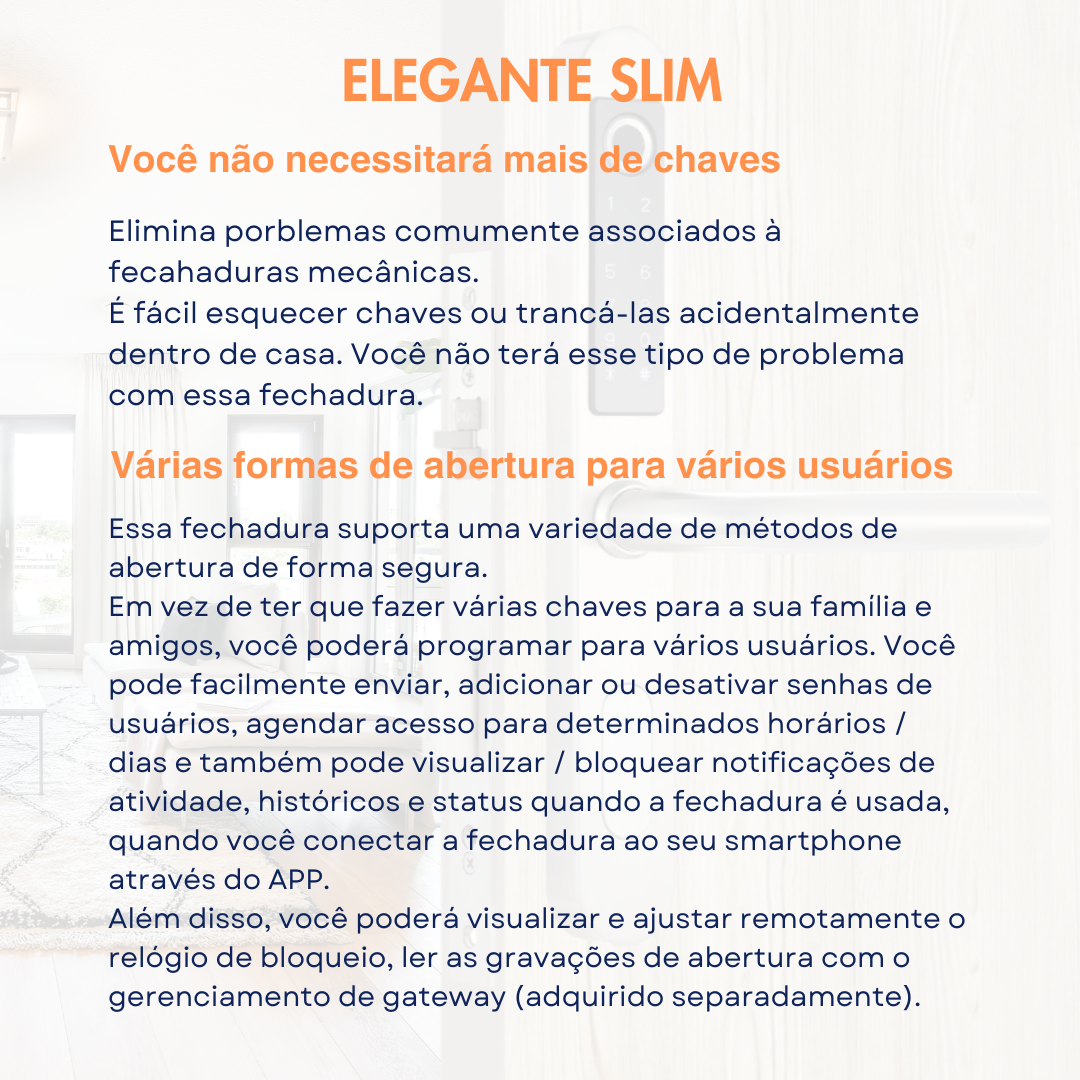 ELEGANTE SLIM
Você não necessitará mais de chaves
Elimina porblemas comumente associados à
fecahaduras mecânicas.
É fácil esquecer chaves ou trancá-las acidentalmente
dentro de casa. Você não terá esse tipo de problema
com essa fechadura.
Várias formas de abertura para vários usuários
Essa fechadura suporta uma variedade de métodos de
abertura de forma segura.
Em vez de ter que fazer várias chaves para a sua família e
amigos, você poderá programar para vários usuários. Você
pode facilmente enviar, adicionar ou desativar senhas de
usuários, agendar acesso para determinados horários /
dias e também pode visualizar / bloquear notificações de
atividade, históricos e status quando a fechadura é usada,
quando você conectar a fechadura ao seu smartphone
através do APP.
Além disso, você poderá visualizar e ajustar remotamente o
relógio de bloqueio, ler as gravações de abertura com o
gerenciamento de gateway (adquirido separadamente).